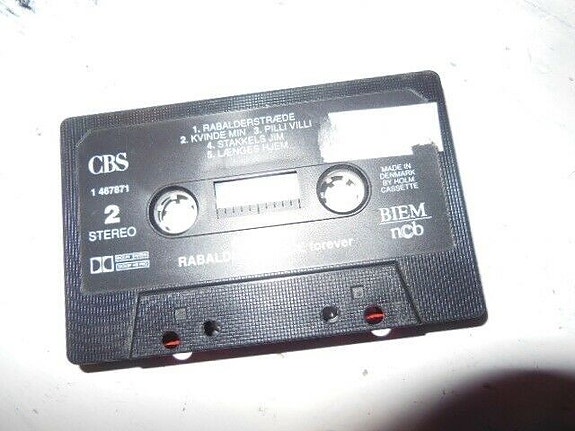 1. RABALDERSTRÆDE
2. KVINDE MIN 3. PILLI VILLI
4. STAKKELS JIM
5. LÆNGES HJEM
CBS
1 467871
2
STEREO
MADE IN
DENMARK
BY HOLM
CASSETTE
BIEM
ncb
forever